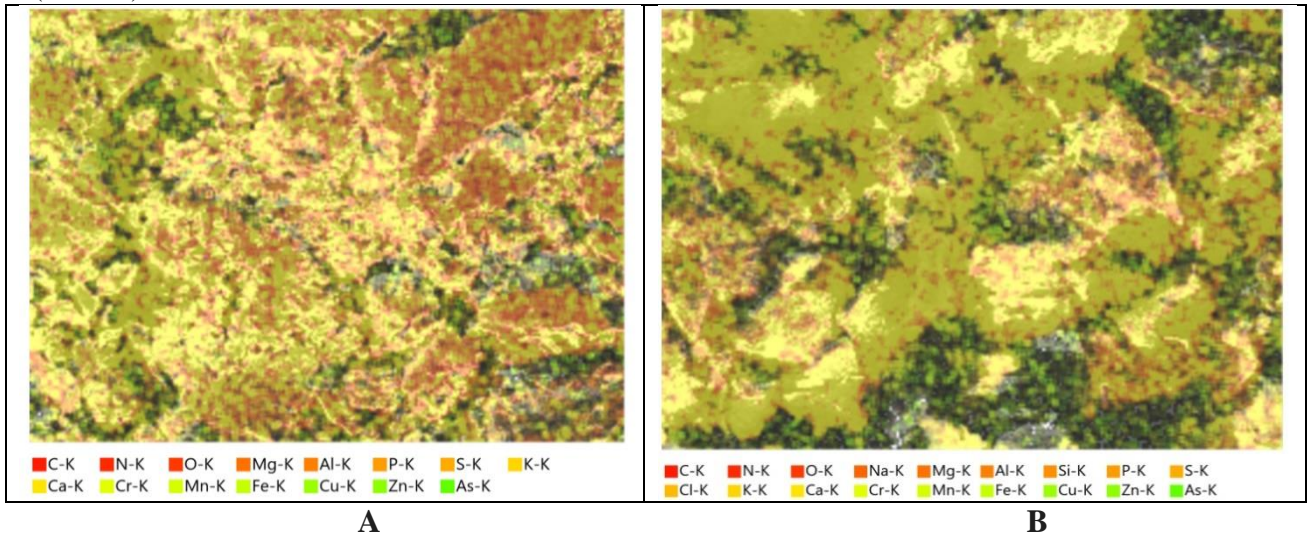 C-K N-K O-K Mg-K Al-K P-K S-K K-K
Ca-K Cr-K Mn-K Fe-K Cu-K Zn-K As-K
C-K N-K O-K Na-K Mg-K Al-K Si-K P-K S-K
Cl-K K-K Ca-K Cr-K Mn-K Fe-K Cu-K Zn-K As-K
A
B